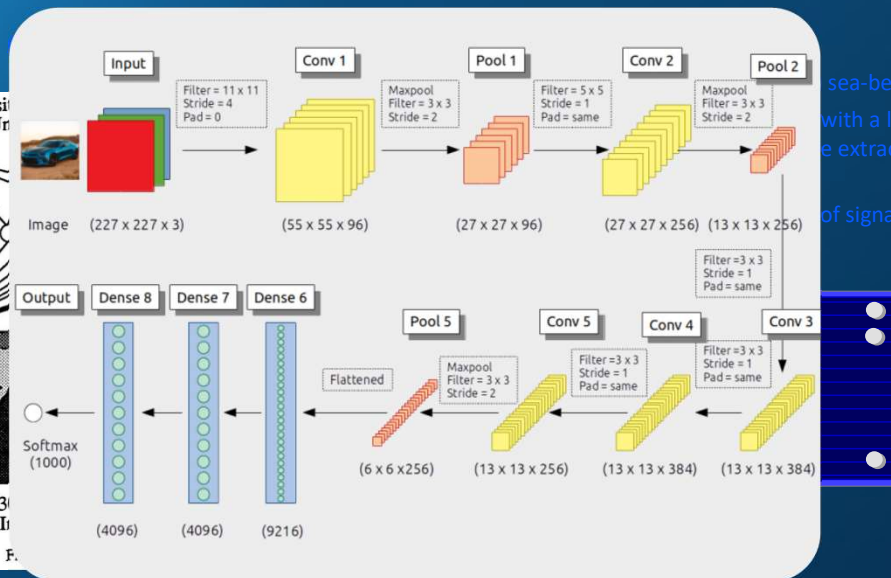 Input
Conv 1
Pool 1
Conv 2
Pool 2
Filter = 11 x 11
Stride = 4
Pad = 0
Maxpool
Filter = 3 x 3
Stride = 2
Filter = 5 x 5
Stride = 1
Pad = same
Maxpool
Filter = 3 x 3
Stride = 2
Image
(227 x 227 x 3)
(55 x 55 x 96)
(27 x 27 x 96)
(27 x 27 x 256)
(13 x 13 x 256)
Filter =3 x 3
Stride = 1
Pad = same
Output
Dense 8
Dense 7
Dense 6
Pool 5
Conv 5
Conv 4
Conv 3
Flattened
Maxpool
Filter = 3 x 3
Stride = 2
Filter =3 x 3
Stride = 1
Pad = same
Filter =3 x 3
Stride = 1
Pad = same
Softmax
(1000)
(4096)
(4096)
(9216)
(6 x 6 x256)
(13 x 13 x 256)
(13 x 13 x 384)
(13 x 13 x 384)
with a
of